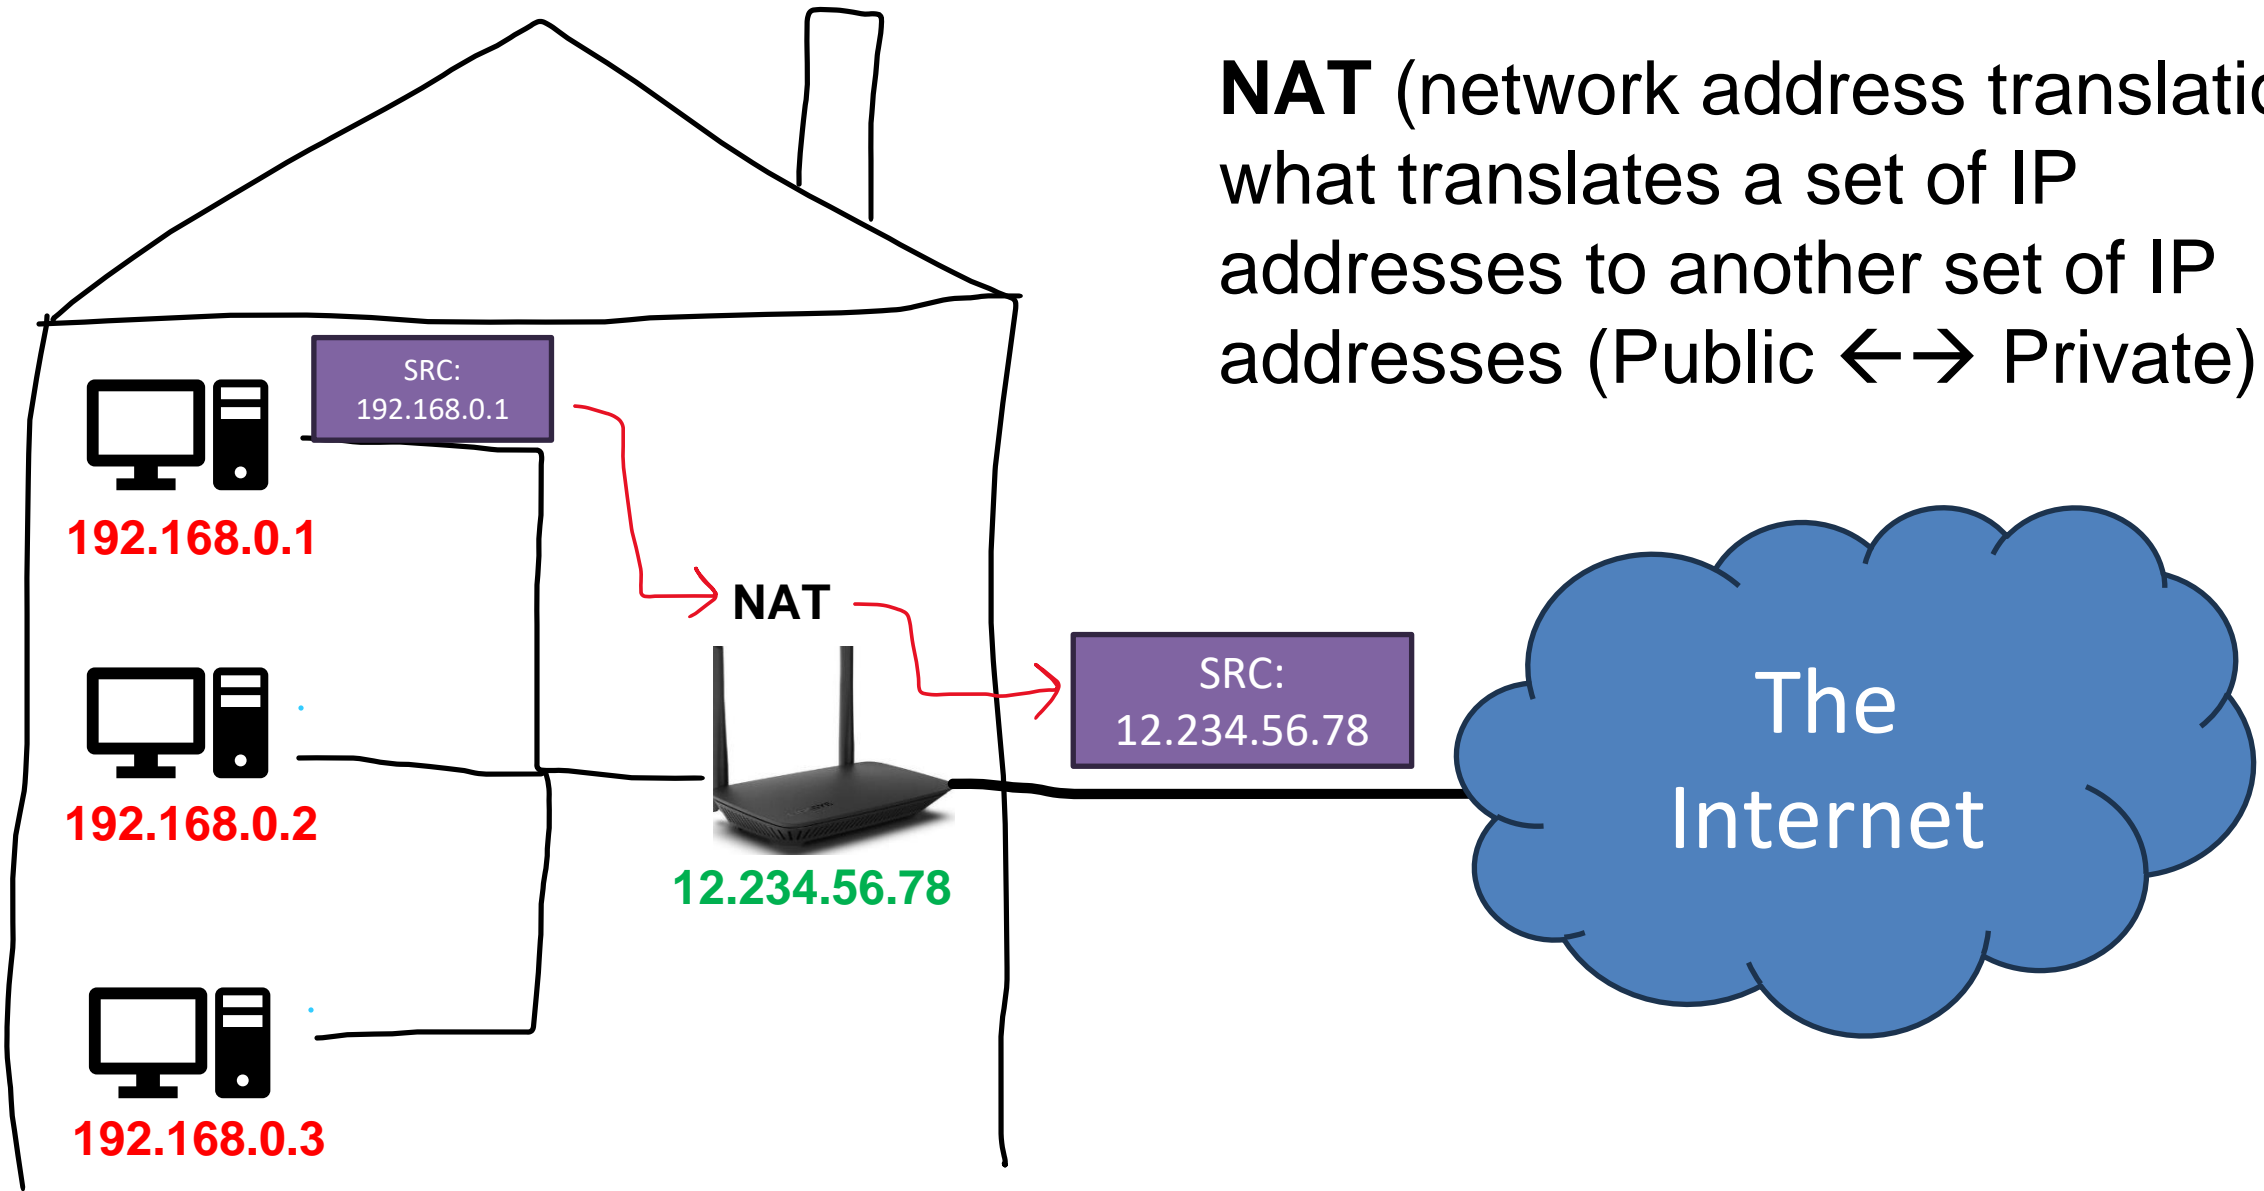 NAT (network address translatio
what translates a set of IP
addresses to another set of IP
addresses (Public ←→ Private)
SRC:
192.168.0.1
192.168.0.1
NAT
SRC:
12.234.56.78
The
Internet
192.168.0.2
12.234.56.78
192.168.0.3